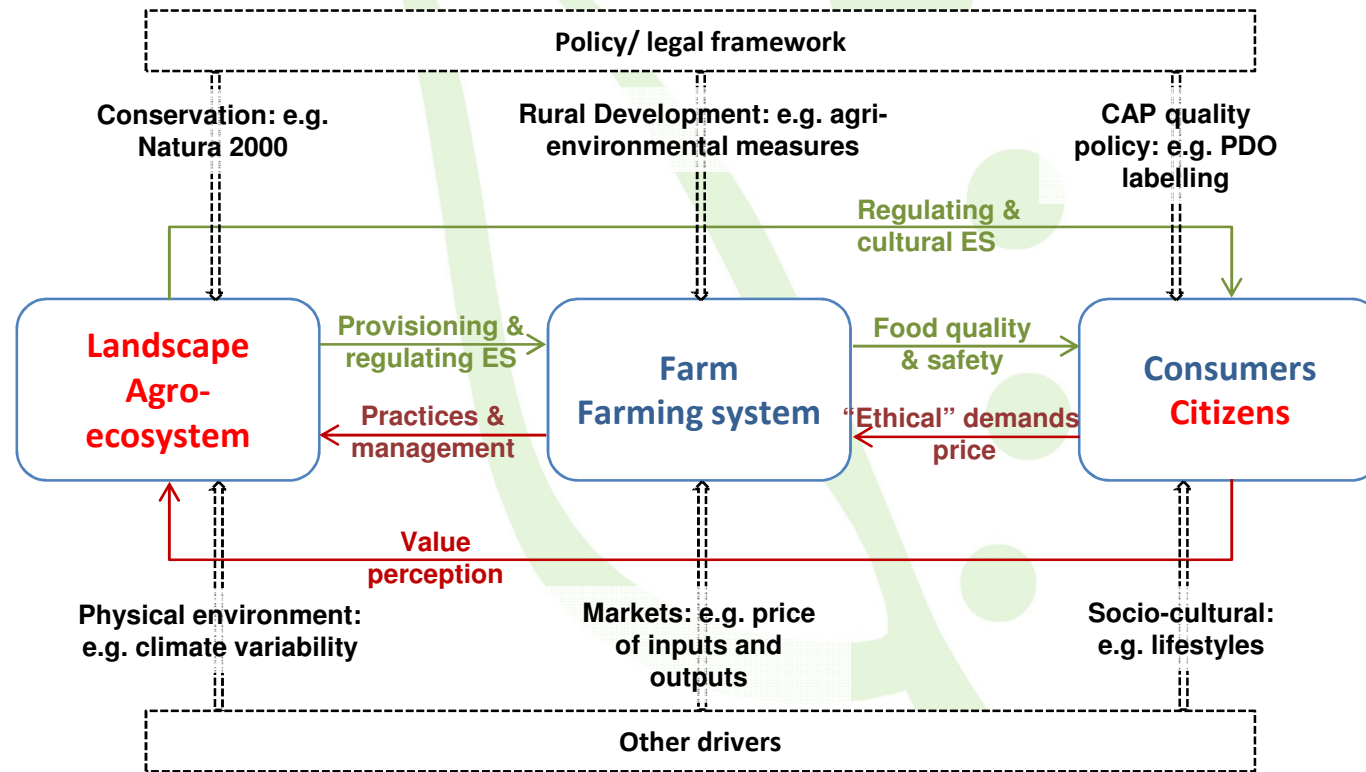 Policy/ legal framework
Conservation: e.g.
Natura 2000
Rural Development: e.g. agri-
environmental measures
CAP quality
policy: e.g. PDO
labelling
Regulating &
cultural ES
Landscape
Agro-
ecosystem
Provisioning &
regulating ES
Practices &
management
Farm
Farming system
Food quality
& safety
“Ethical” demands
price
Consumers
Citizens
Value
perception
Physical environment:
e.g. climate variability
Markets: e.g. price
of inputs and
outputs
Socio-cultural:
e.g. lifestyles
Other drivers